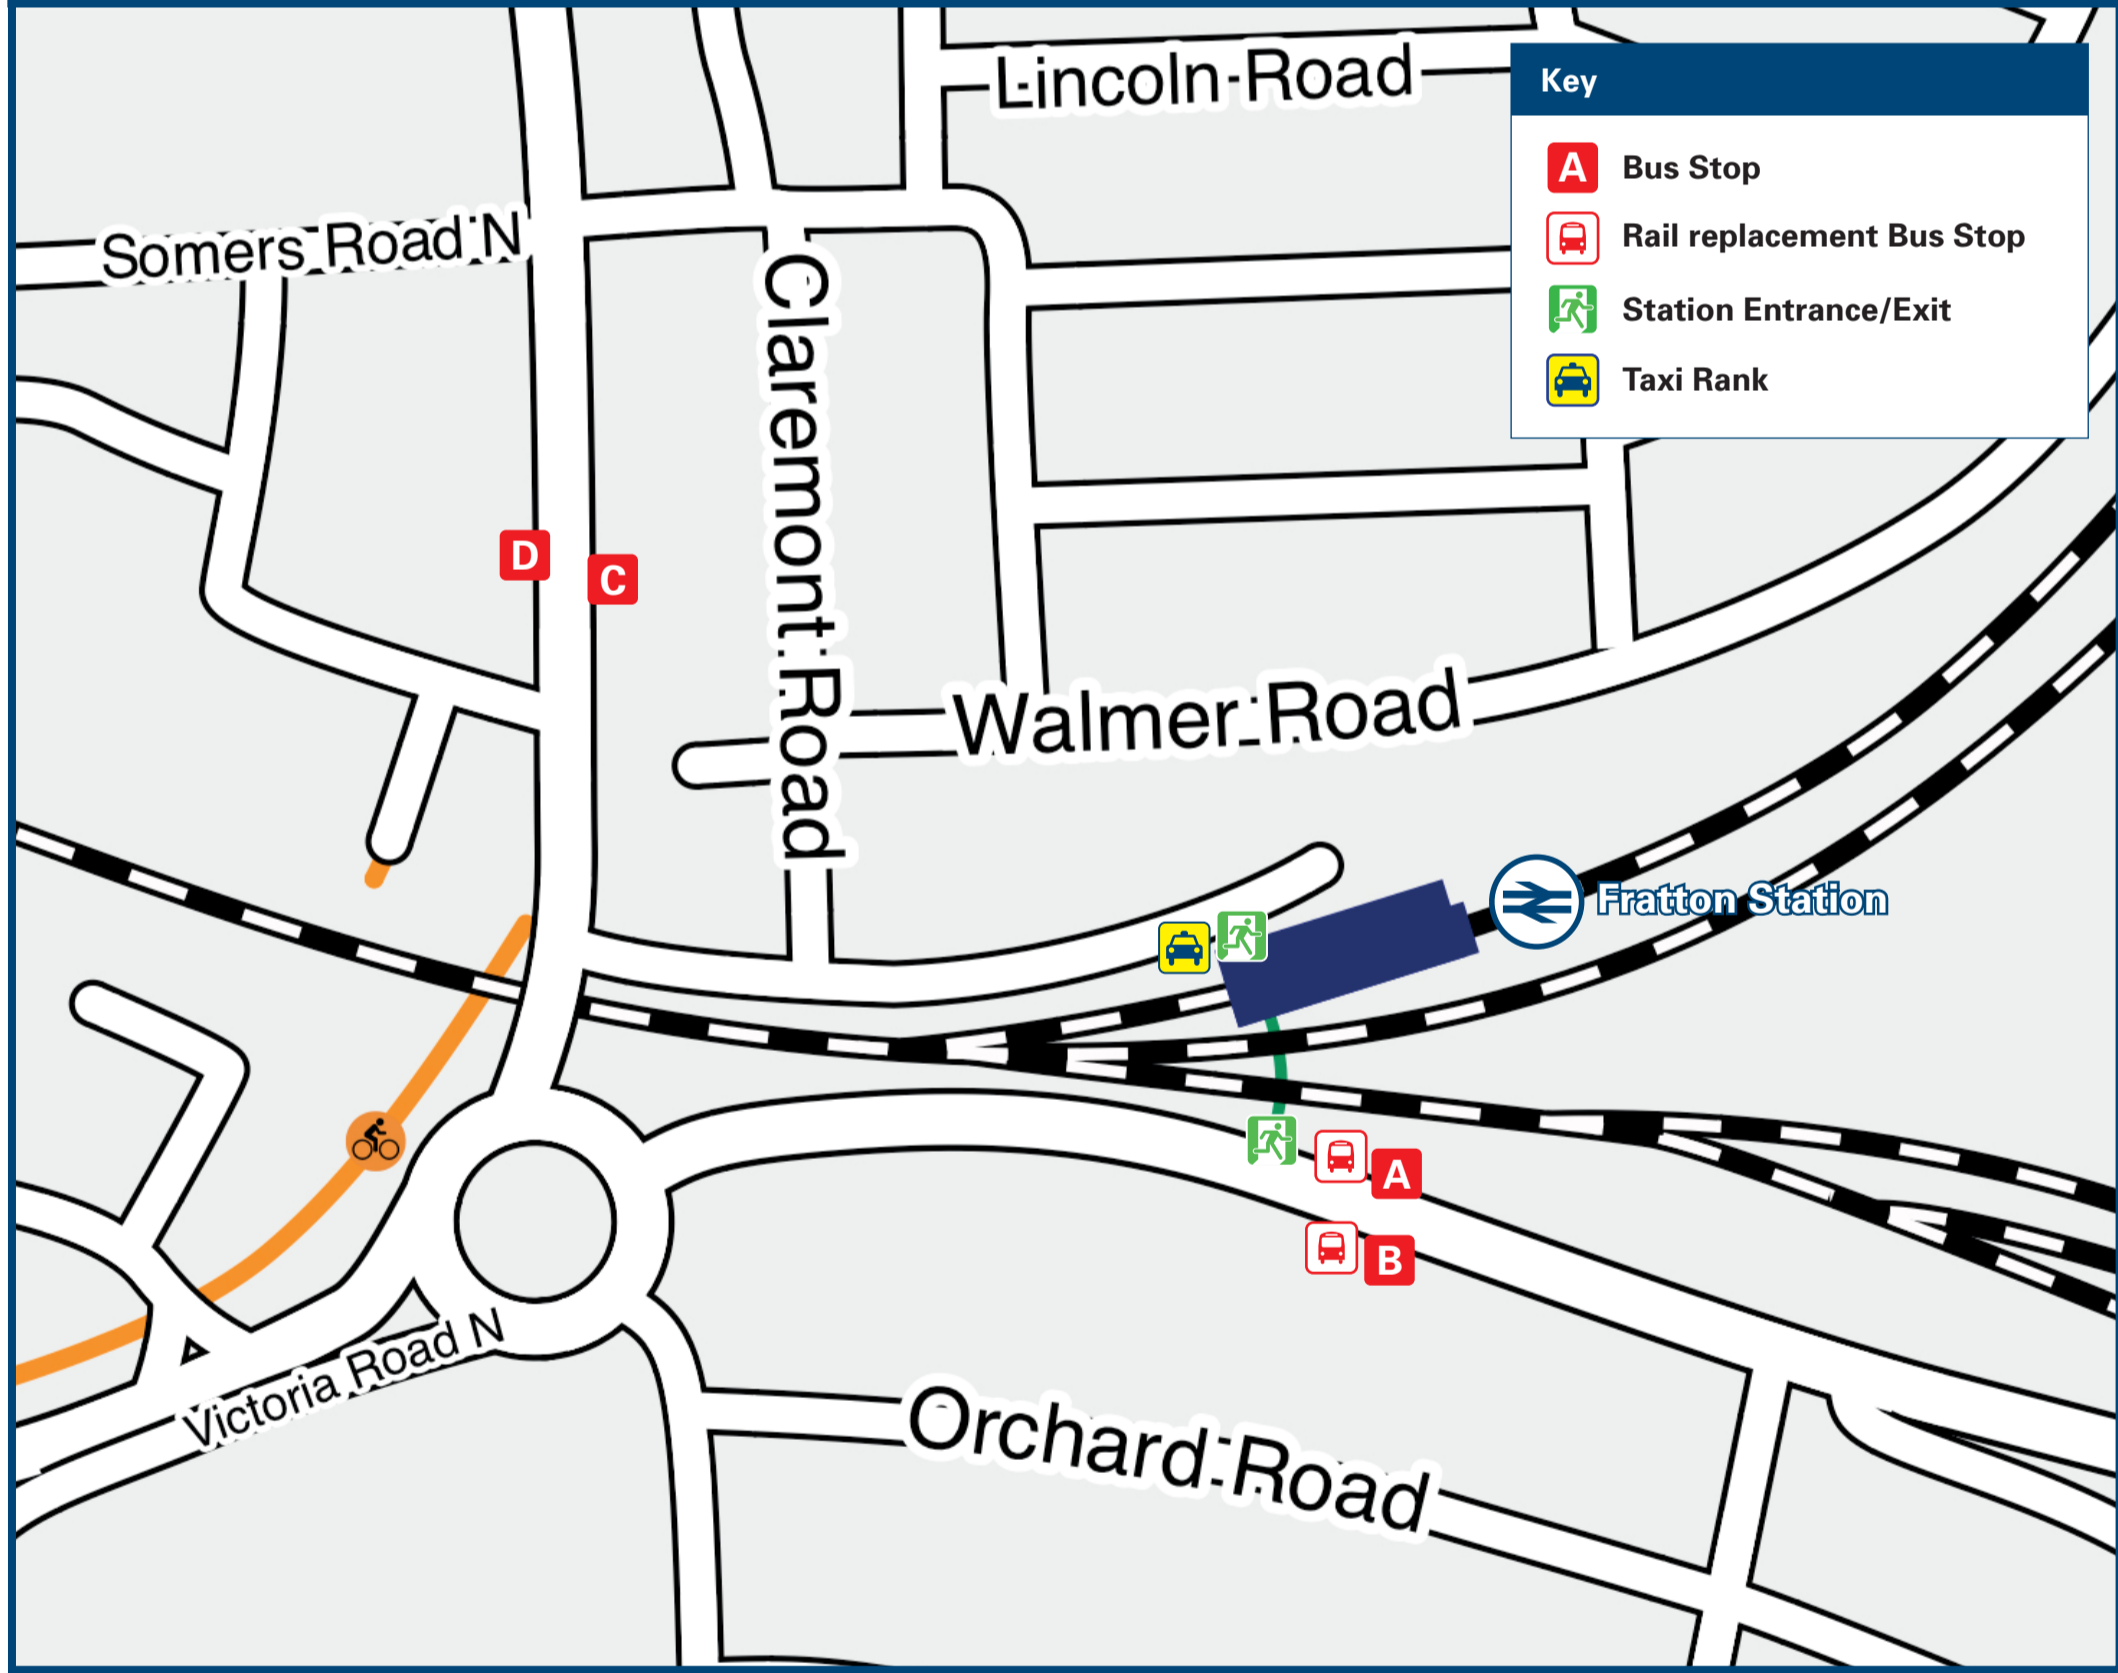 Lincoln Road
Key
A Bus Stop
Rail replacement Bus Stop
Station Entrance/Exit
Taxi Rank
Somers Road N
Claremont Road
D
C
Walmer Road
Fratton Station
A
B
Victoria Road N
Orchard Road